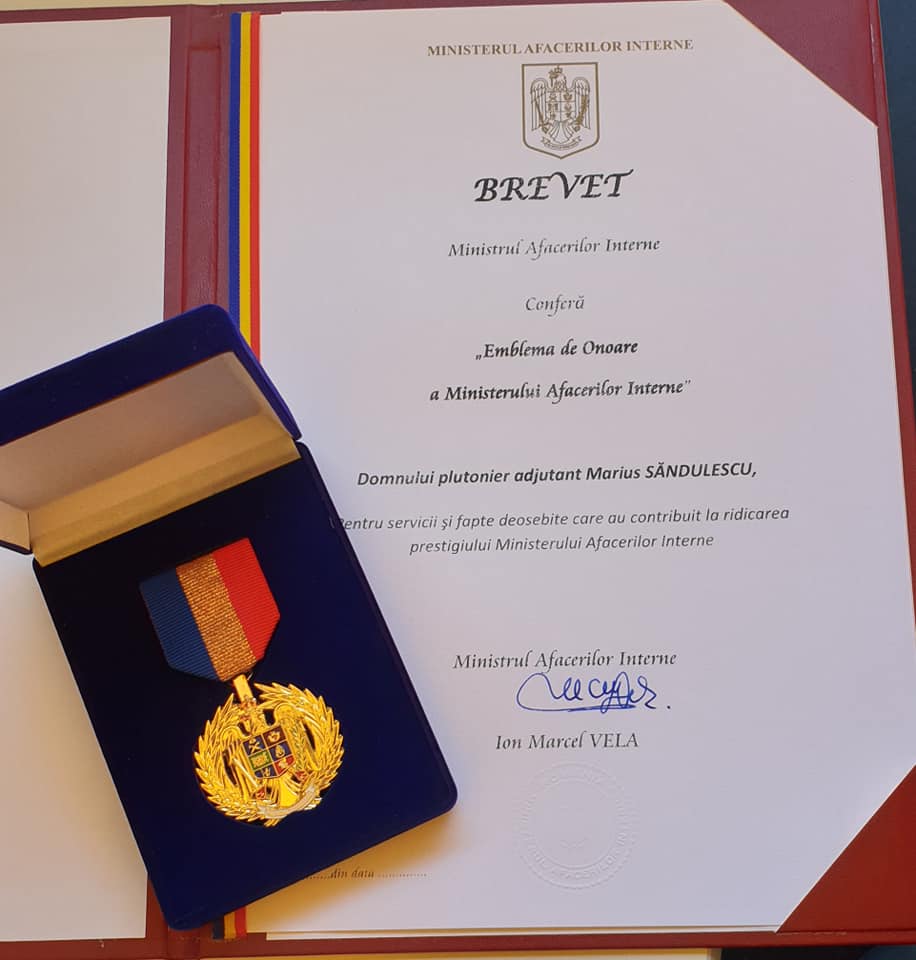 MINISTERUL AFACERILOR INTERNE
BREVET
Ministrul Afacerilor Interne
Conferă
„Emblema de Onoare
a Ministerului Afacerilor Interne”
Domnului plutonier adjutant Marius SĂNDULESCU,
Pentru servicii şi fapte deosebite care au contribuit la ridicarea
prestigiului Ministerului Afacerilor Interne
Ministrul Afacerilor Interne
Ion Marcel VELA
......din data .............